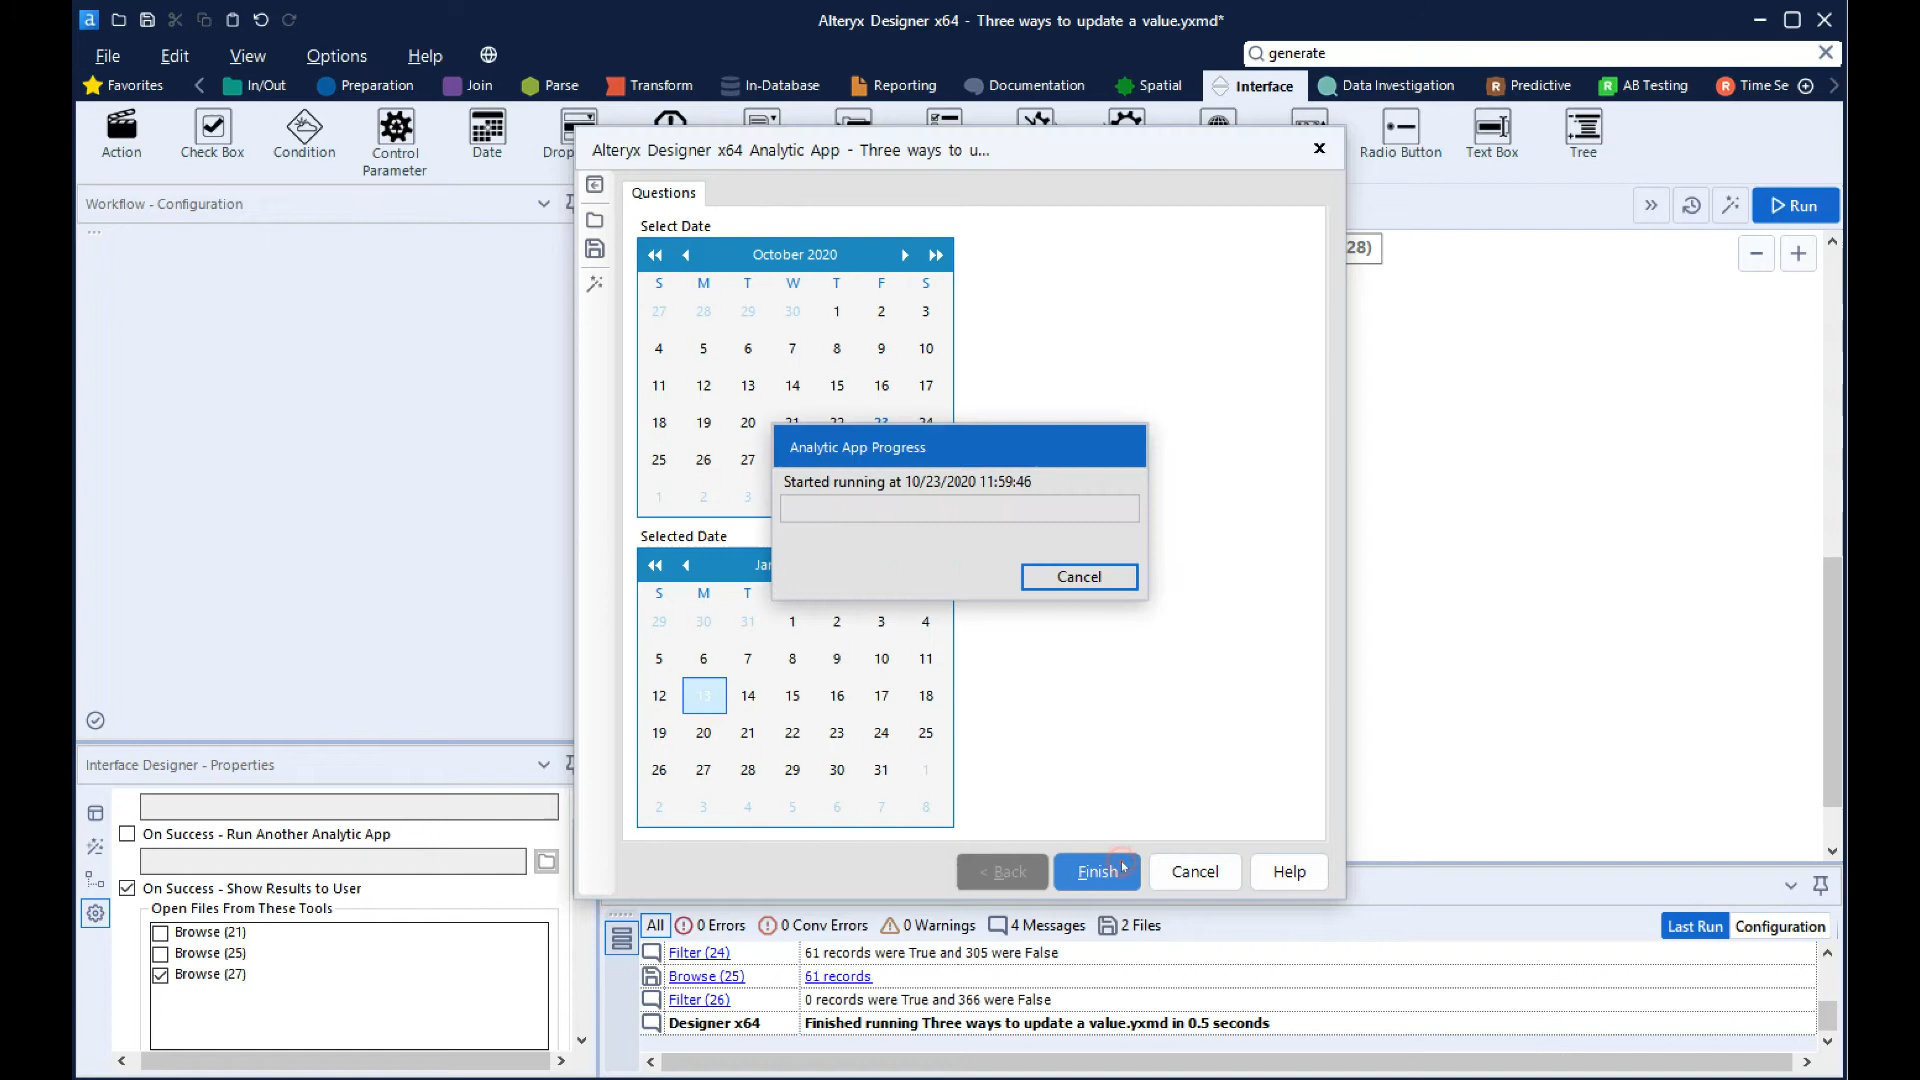 Alteryx Designer x64 - Three ways to update a value.yxmd*
File Edit View Options Help
generate
Favorites In/Out Preparation Join Parse Transform In-Database Reporting Documentation Spatial Interface Data Investigation Predictive AB Testing Time Se
Action Check Box Condition Control Parameter Date Drop Radio Button Text Box Tree
Alteryx Designer x64 Analytic App - Three ways to u...
Workflow - Configuration
Run
28)
Questions
Select Date
October 2020
S M T W T F S
27 28 29 30 1 2 3
4 5 6 7 8 9 10
11 12 13 14 15 16 17
18 19 20 21 22 23 24
25 26 27
1 2 3
Analytic App Progress
Started running at 10/23/2020 11:59:46
Cancel
Selected Date
Jan
S M T
29 30 31 1 2 3 4
5 6 7 8 9 10 11
12 13 14 15 16 17 18
19 20 21 22 23 24 25
26 27 28 29 30 31 1
2 3 4 5 6 7 8
< Back Finish Cancel Help
Interface Designer - Properties
On Success - Run Another Analytic App
On Success - Show Results to User
Open Files From These Tools
Browse (21)
Browse (25)
Browse (27)
All 0 Errors 0 Conv Errors 0 Warnings 4 Messages 2 Files Last Run Configuration
Filter (24) 61 records were True and 305 were False
Browse (25) 61 records
Filter (26) 0 records were True and 366 were False
Designer x64 Finished running Three ways to update a value.yxmd in 0.5 seconds